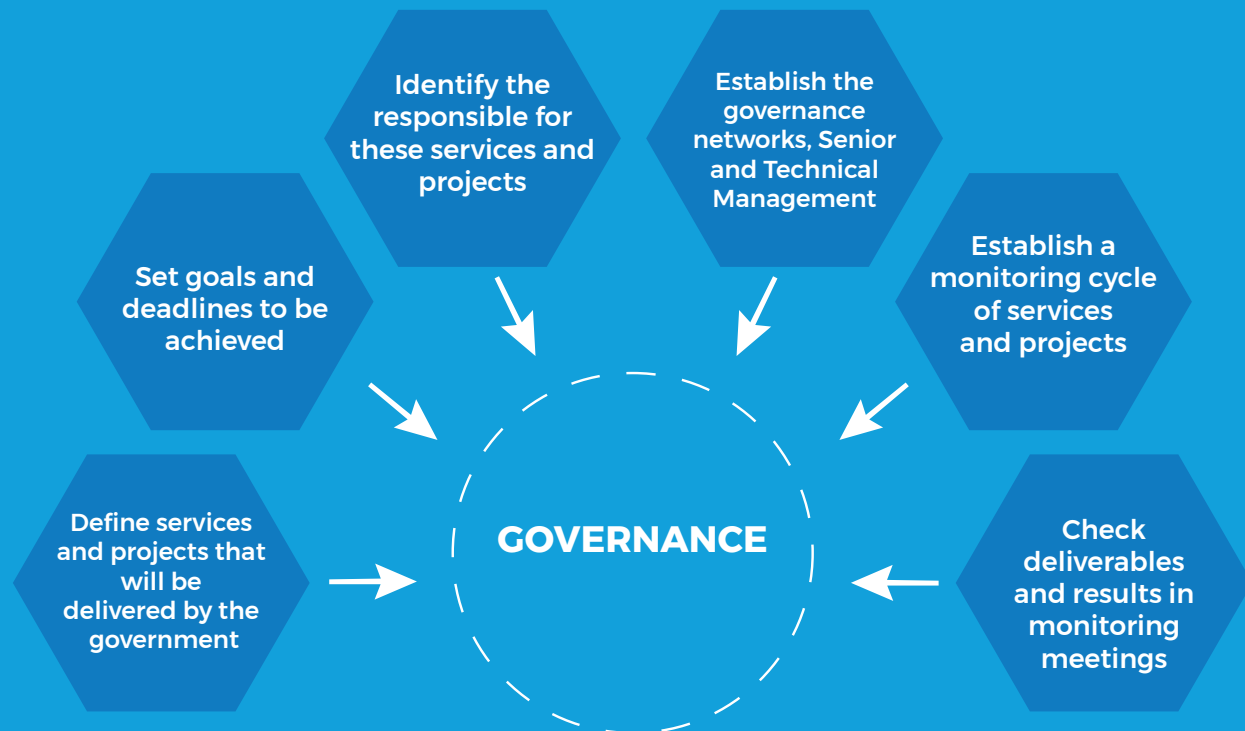 Define services
and projects that
will be
delivered by the
government
Set goals and
deadlines to be
achieved
Identify the
responsible for
these services and
projects
Establish the
governance
networks, Senior
and Technical
Management
Establish a
monitoring cycle
of services
and projects
Check
deliverables
and results in
monitoring
meetings
GOVERNANCE